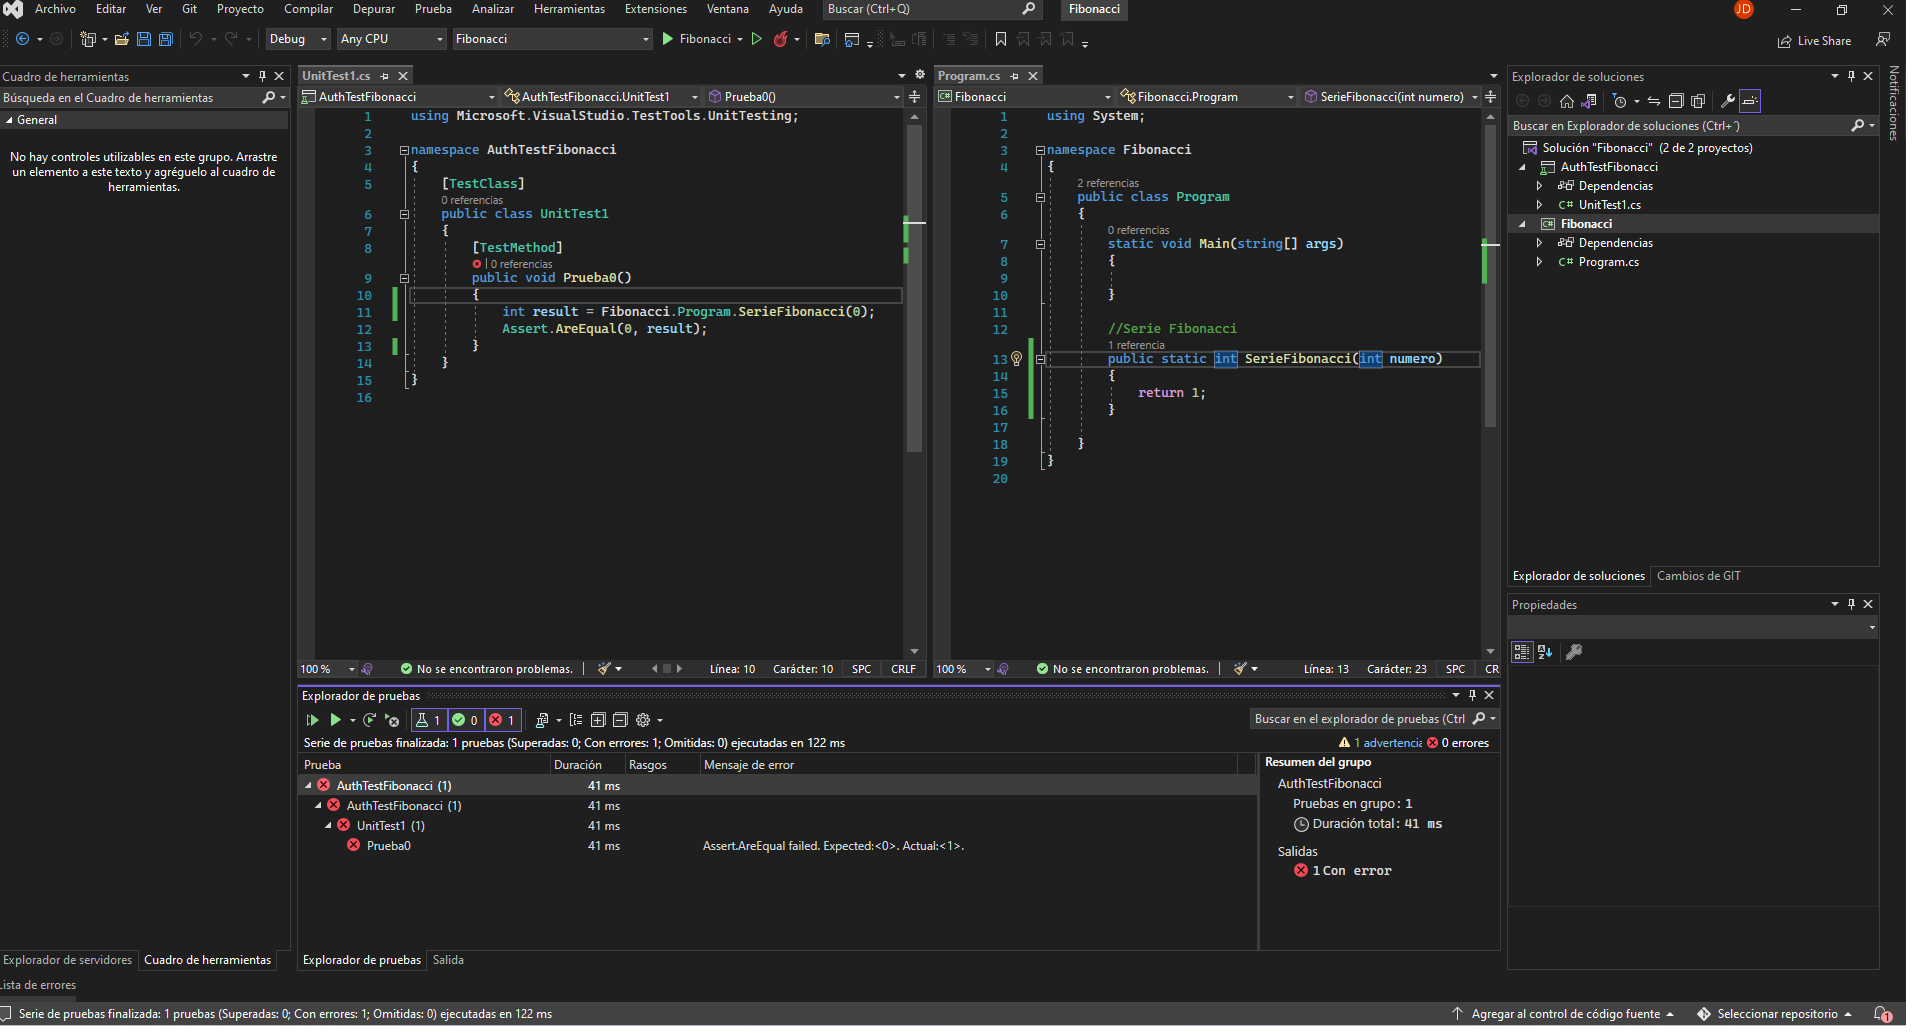 Archivo Editar Ver Git Proyecto Compilar Depurar Prueba Analizar Herramientas Extensiones Ventana Ayuda Buscar (Ctrl+Q) Fibonacci JD
Debug Any CPU Fibonacci Fibonacci Live Share
Cuadro de herramientas
Búsqueda en el Cuadro de herramientas
General
No hay controles utilizables en este grupo. Arrastre
un elemento a este texto y agréguelo al cuadro de
herramientas.
Explorador de servidores Cuadro de herramientas
Lista de errores
UnitTest1.cs
AuthTestFibonacci AuthTestFibonacci.UnitTest1 Prueba0()
1 using Microsoft.VisualStudio.TestTools.UnitTesting;
2
3 namespace AuthTestFibonacci
4 {
5 [TestClass]
0 referencias
6 public class UnitTest1
7 {
8 [TestMethod]
| 0 referencias
9 public void Prueba0()
10 {
11 int result = Fibonacci.Program.SerieFibonacci(0);
12 Assert.AreEqual(0, result);
13 }
14 }
15 }
16
100 % No se encontraron problemas. Línea: 10 Carácter: 10 SPC CRLF
Program.cs
Fibonacci Fibonacci.Program SerieFibonacci(int numero)
1 using System;
2
3 namespace Fibonacci
4 {
2 referencias
5 public class Program
6 {
0 referencias
7 static void Main(string[] args)
8 {
9
10 }
11
12 //Serie Fibonacci
1 referencia
13 public static int SerieFibonacci(int numero)
14 {
15 return 1;
16 }
17
18 }
19 }
20
100 % No se encontraron problemas. Línea: 13 Carácter: 23 SPC CR
Explorador de pruebas
1 0 1 Buscar en el explorador de pruebas (Ctrl
Serie de pruebas finalizada: 1 pruebas (Superadas: 0; Con errores: 1; Omitidas: 0) ejecutadas en 122 ms 1 advertencia 0 errores
Prueba Duración Rasgos Mensaje de error
AuthTestFibonacci (1) 41 ms
AuthTestFibonacci (1) 41 ms
UnitTest1 (1) 41 ms
Prueba0 41 ms Assert.AreEqual failed. Expected:<0>. Actual:<1>.
Resumen del grupo
AuthTestFibonacci
Pruebas en grupo: 1
Duración total: 41 ms
Salidas
1 Con error
Explorador de pruebas Salida
Explorador de soluciones
Buscar en Explorador de soluciones (Ctrl+´)
Solución "Fibonacci" (2 de 2 proyectos)
AuthTestFibonacci
Dependencias
C# UnitTest1.cs
C# Fibonacci
Dependencias
C# Program.cs
Explorador de soluciones Cambios de GIT
Propiedades
Notificaciones
Serie de pruebas finalizada: 1 pruebas (Superadas: 0; Con errores: 1; Omitidas: 0) ejecutadas en 122 ms Agregar al control de código fuente Seleccionar repositorio 1